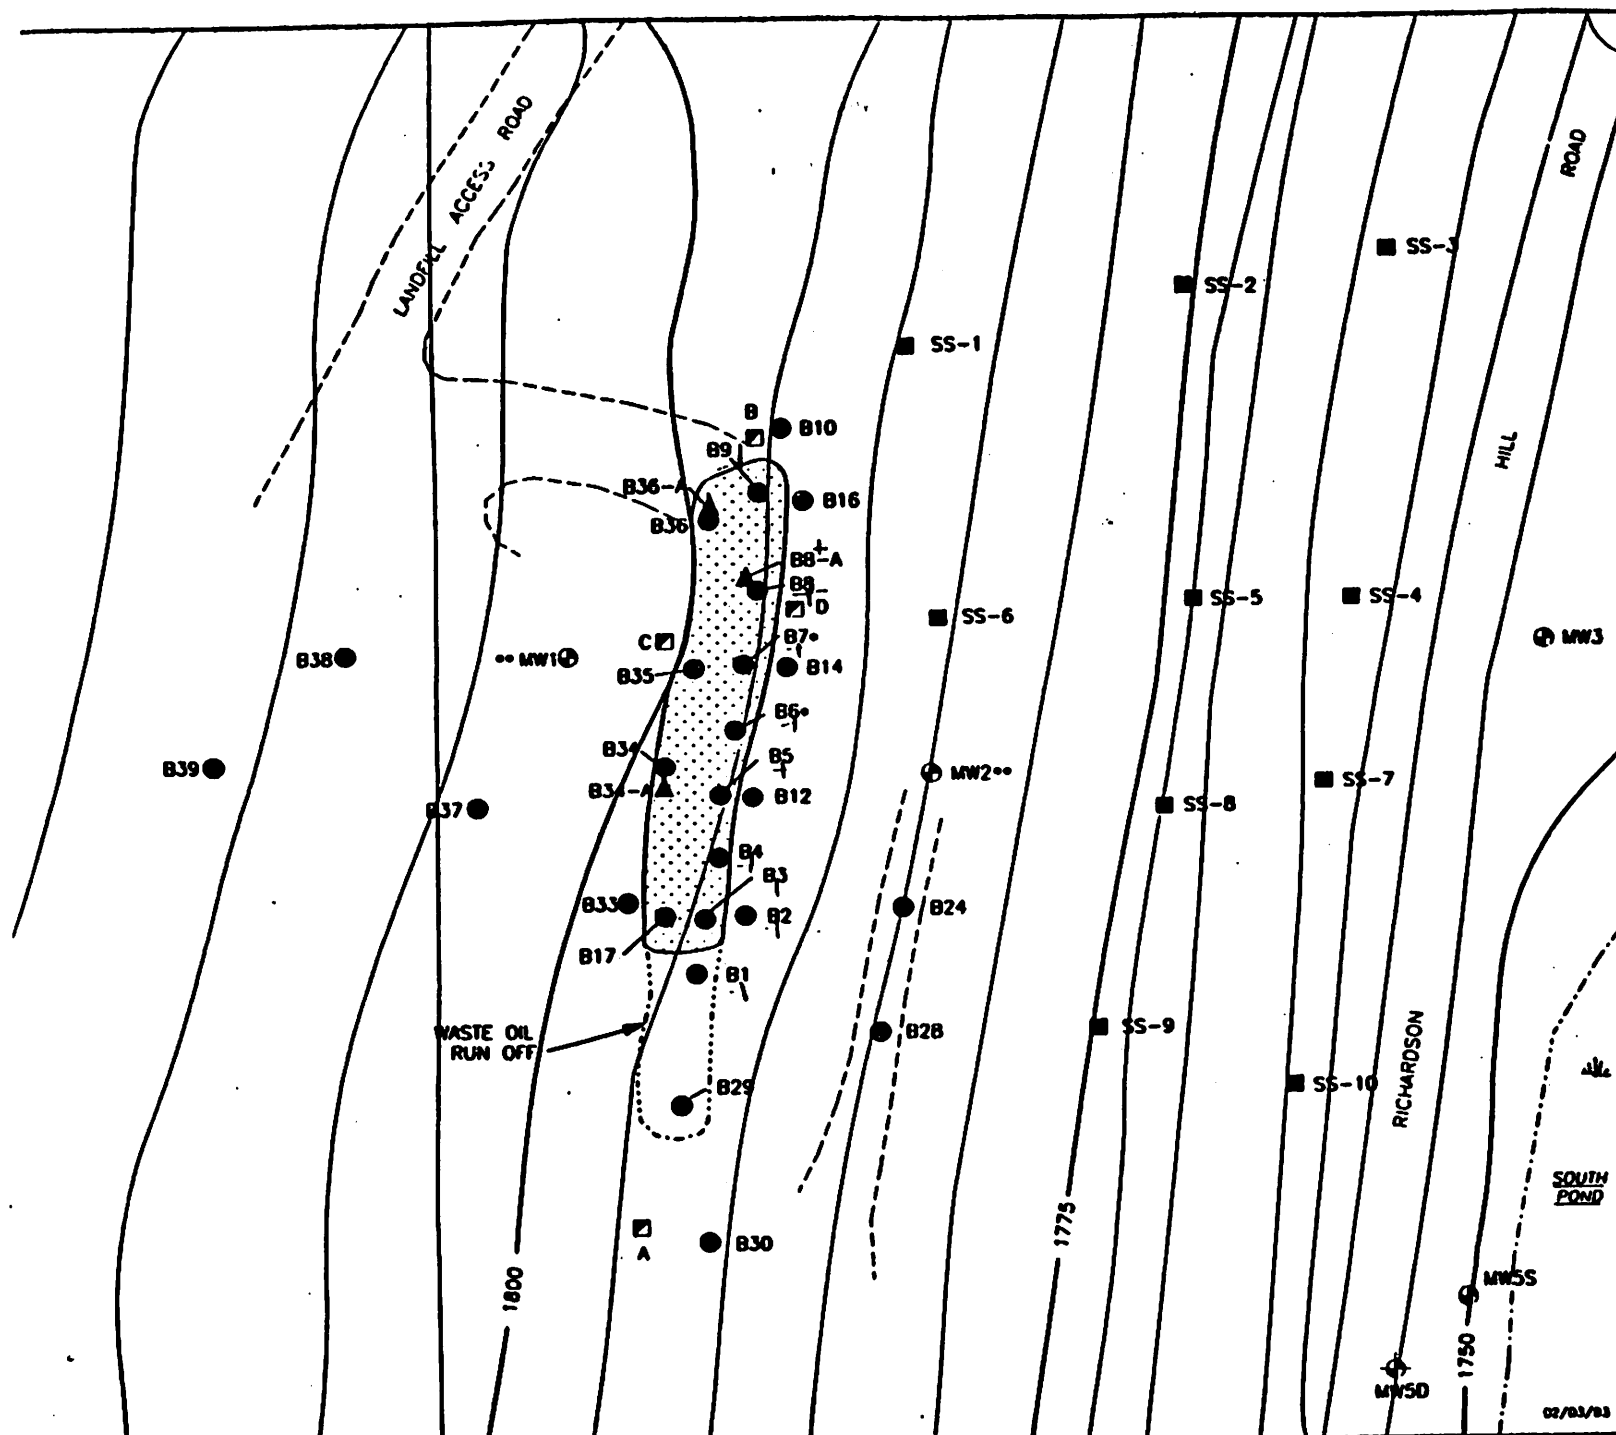 LANDFILL ACCESS ROAD
ROAD
SS-3
SS-2
SS-1
B
B10
B9
HILL
B36-A
B16
B36
B8-A
B8
D
SS-5
SS-4
SS-6
C
B7•
MW3
B38
•• MW1
B35
B14
B6•
B34
B5
B39
MW2••
SS-7
B34-A
B12
B37
SS-8
B4
B3
B33
B2
B24
B17
B1
WASTE OIL
RUN OFF
B28
SS-9
RICHARDSON
B29
SS-10
SOUTH
POND
1775
A
B30
1800
MW5S
1750
MW5D
02/03/93